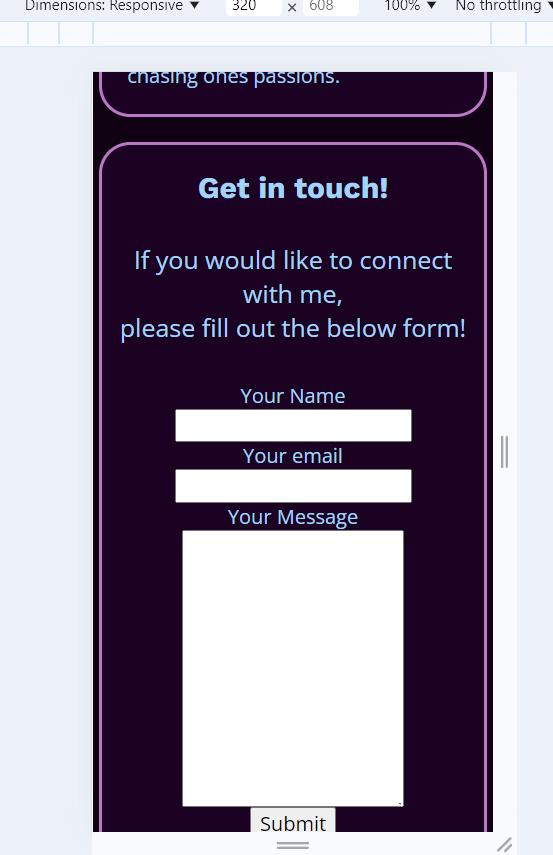 Dimensions: Responsive ▼ 320 × 608 100% ▼ No throttling ▼
chasing ones passions.
Get in touch!
If you would like to connect
with me,
please fill out the below form!
Your Name
Your email
Your Message
Submit